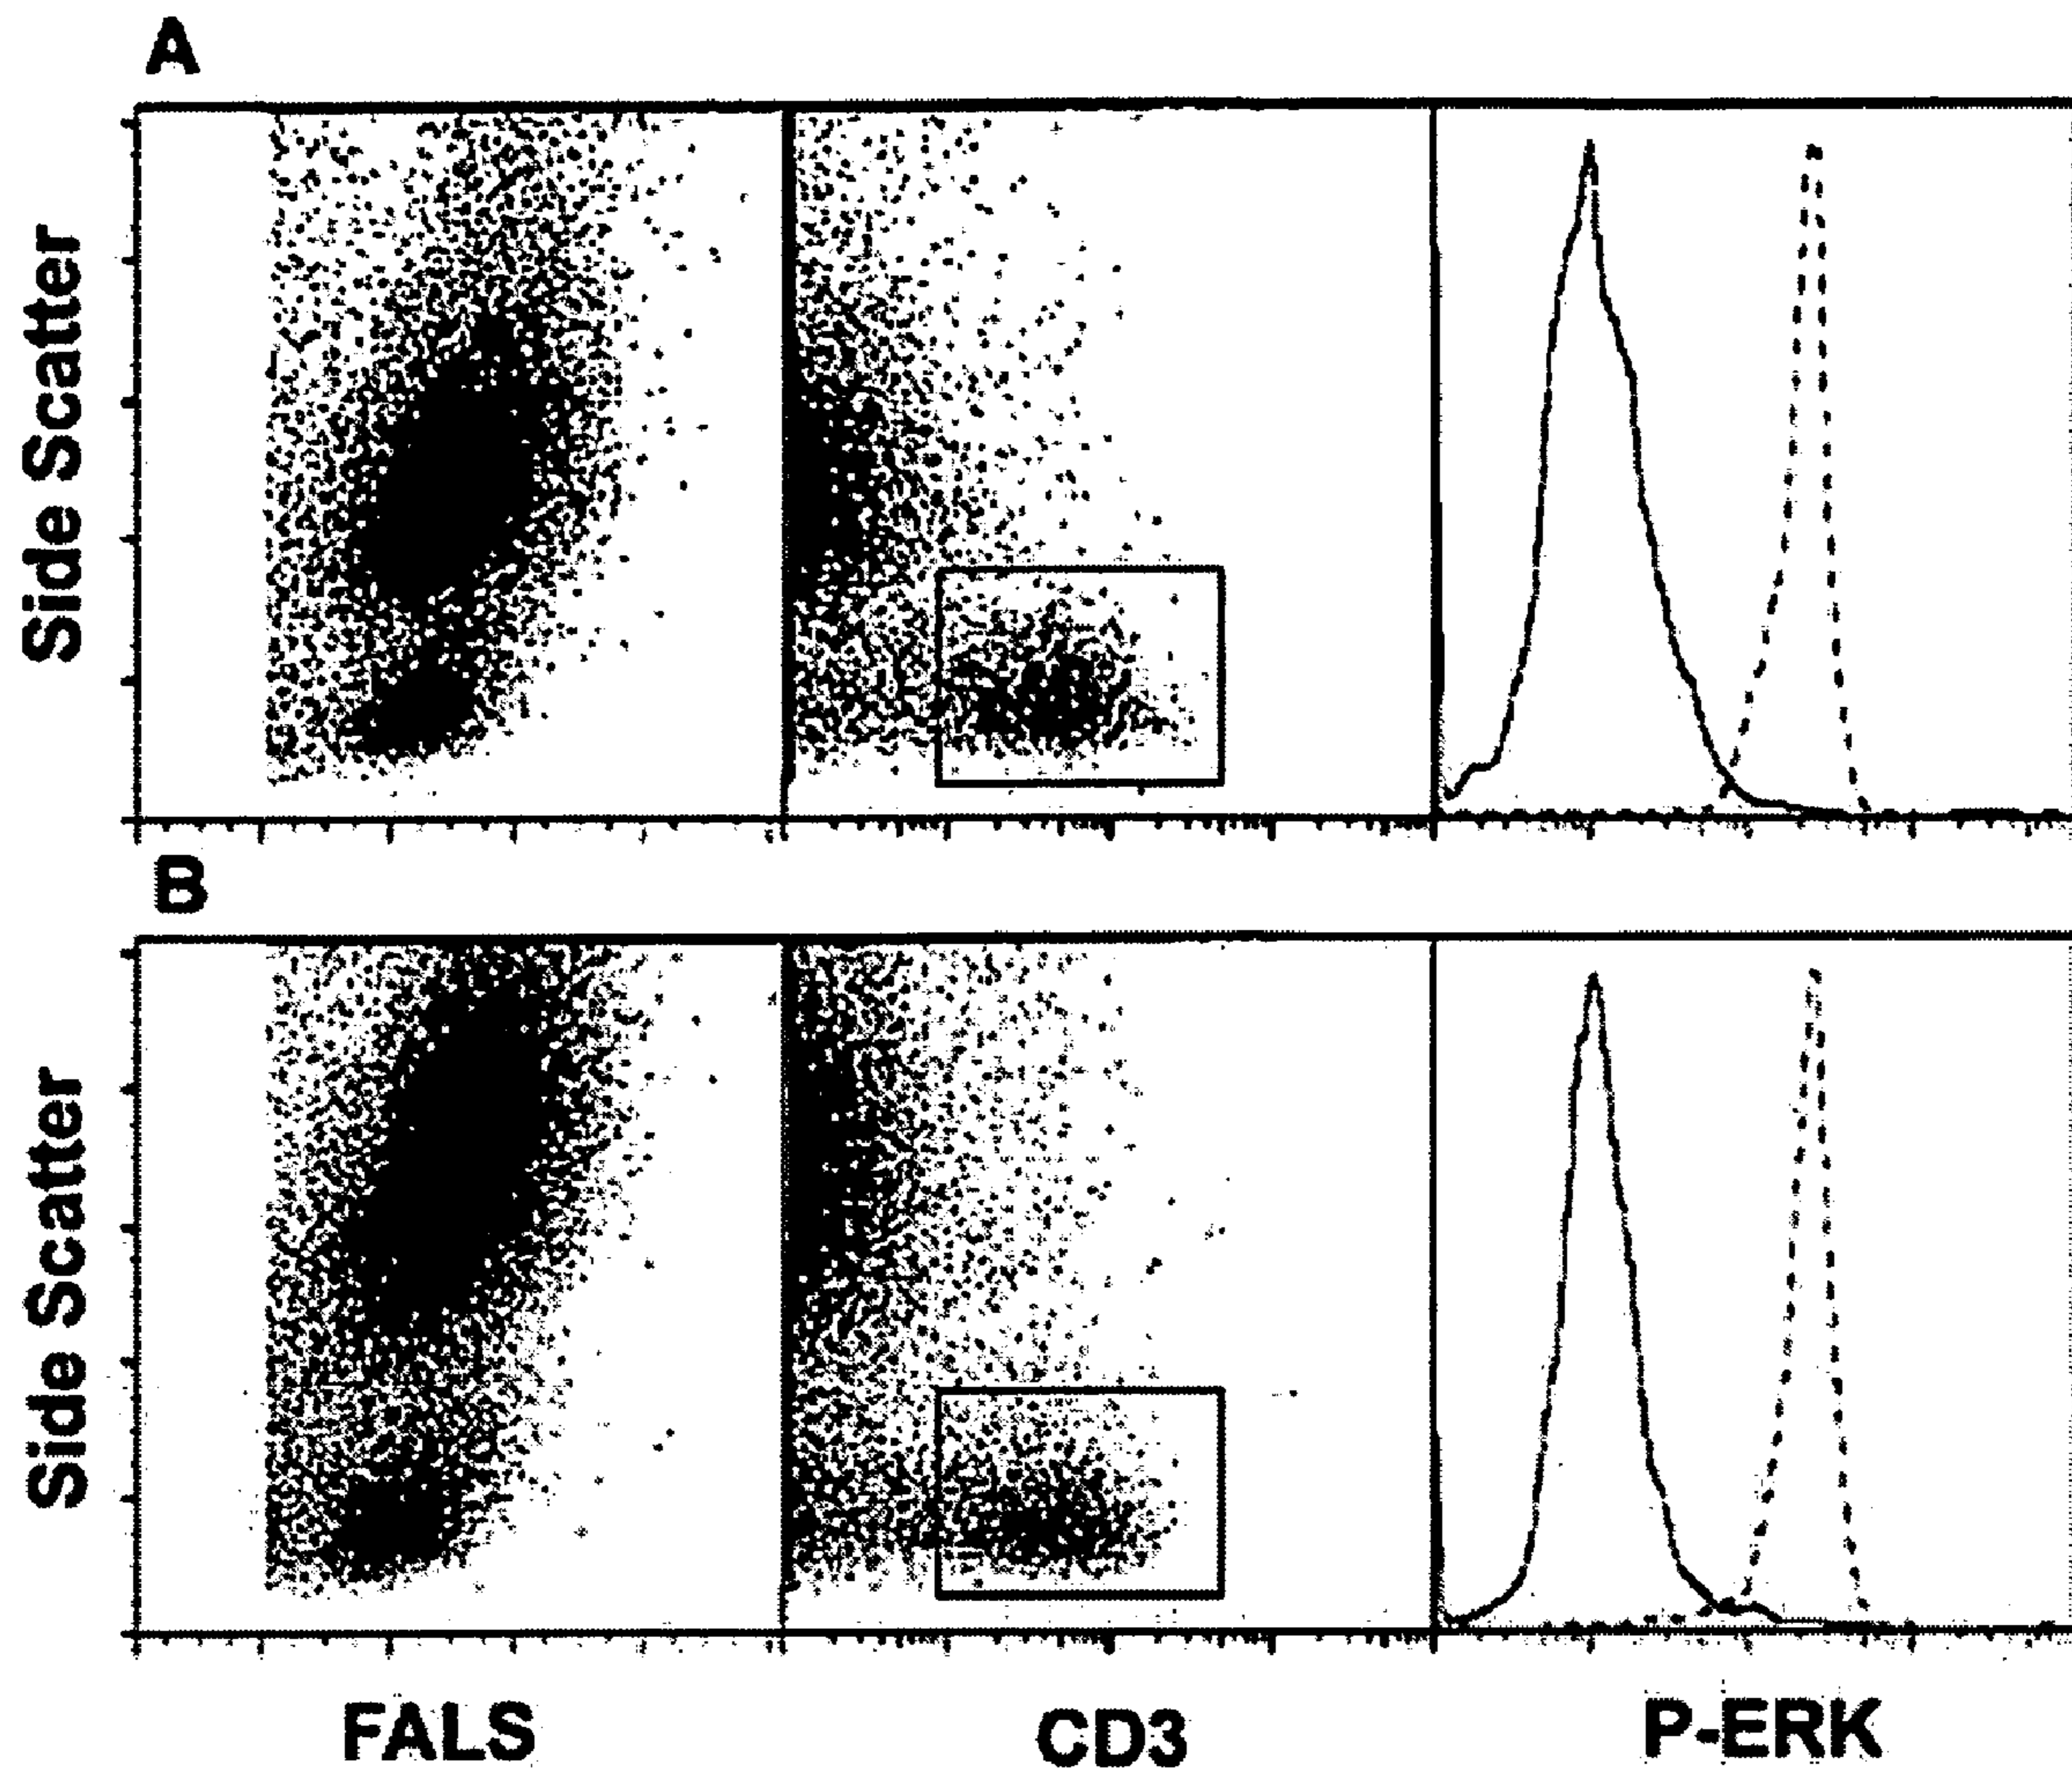 A
Side Scatter
B
Side Scatter
FALS
CD3
P-ERK